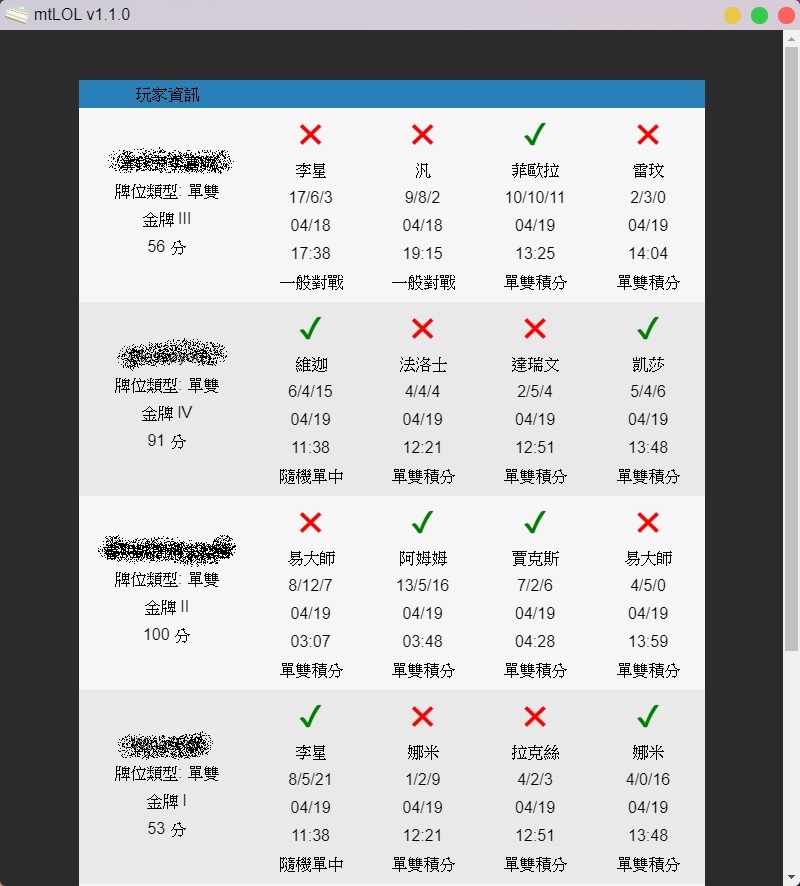 mtLOL v1.1.0
玩家資訊
牌位類型: 單雙
金牌 III
56 分
李星 汎 菲歐拉 雷玟
17/6/3 9/8/2 10/10/11 2/3/0
04/18 04/18 04/19 04/19
17:38 19:15 13:25 14:04
一般對戰 一般對戰 單雙積分 單雙積分
牌位類型: 單雙
金牌 IV
91 分
維迦 法洛士 達瑞文 凱莎
6/4/15 4/4/4 2/5/4 5/4/6
04/19 04/19 04/19 04/19
11:38 12:21 12:51 13:48
隨機單中 單雙積分 單雙積分 單雙積分
牌位類型: 單雙
金牌 II
100 分
易大師 阿姆姆 賈克斯 易大師
8/12/7 13/5/16 7/2/6 4/5/0
04/19 04/19 04/19 04/19
03:07 03:48 04:28 13:59
單雙積分 單雙積分 單雙積分 單雙積分
牌位類型: 單雙
金牌 I
53 分
李星 娜米 拉克絲 娜米
8/5/21 1/2/9 4/2/3 4/0/16
04/19 04/19 04/19 04/19
11:38 12:21 12:51 13:48
隨機單中 單雙積分 單雙積分 單雙積分